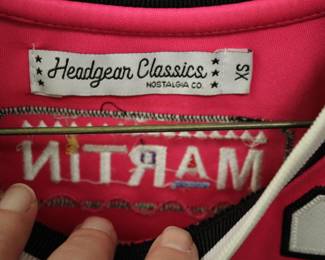 Headgear Classics
NOSTALGIA CO.
XS
MARTIN